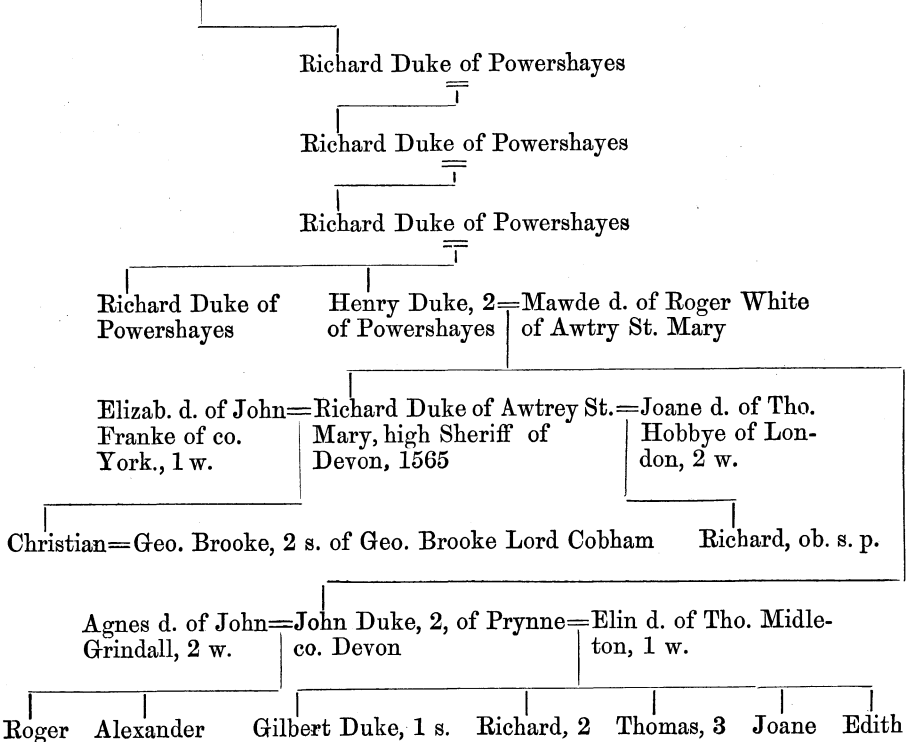 Richard Duke of Powershayes
Richard Duke of Powershayes
Richard Duke of Powershayes
Richard Duke of
Powershayes
Henry Duke, 2=Mawde d. of Roger White
of Powershayes
of Awtry St. Mary
Elizab. d. of John=Richard Duke of Awtrey St.=Joane d. of Tho.
Franke of co.
York., 1 w.
Mary, high Sheriff of
Devon, 1565
Hobbye of Lon-
don, 2 w.
Christian=Geo. Brooke, 2 s. of Geo. Brooke Lord Cobham
Richard, ob. s. p.
Agnes d. of John=John Duke, 2, of Prynne=Elin d. of Tho. Midle-
Grindall, 2 w.
co. Devon
ton, 1 w.
Roger
Alexander
Gilbert Duke, 1 s.
Richard, 2
Thomas, 3
Joane
Edith